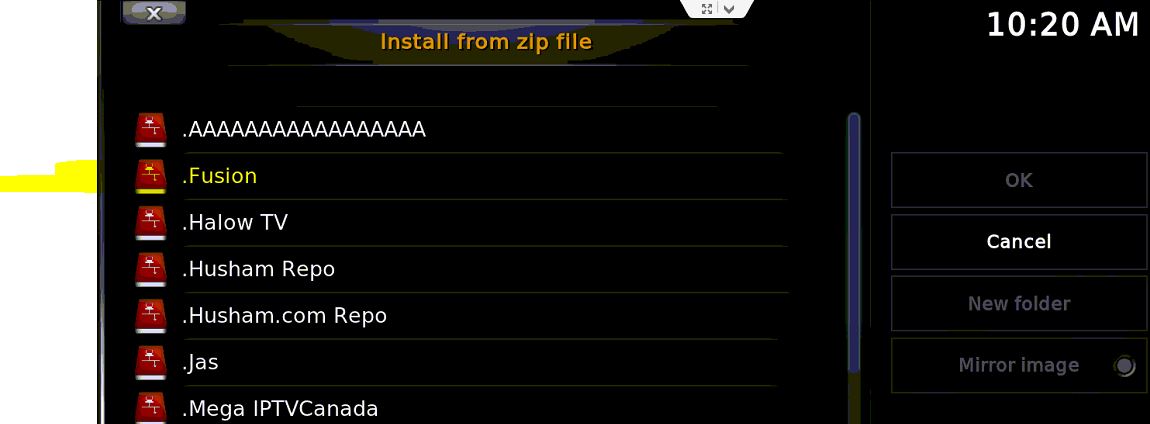 X
10:20 AM
Install from zip file
.AAAAAAAAAAAAAAAAA
.Fusion
.Halow TV
.Husham Repo
.Husham.com Repo
.Jas
.Mega IPTVCanada
OK
Cancel
New folder
Mirror image